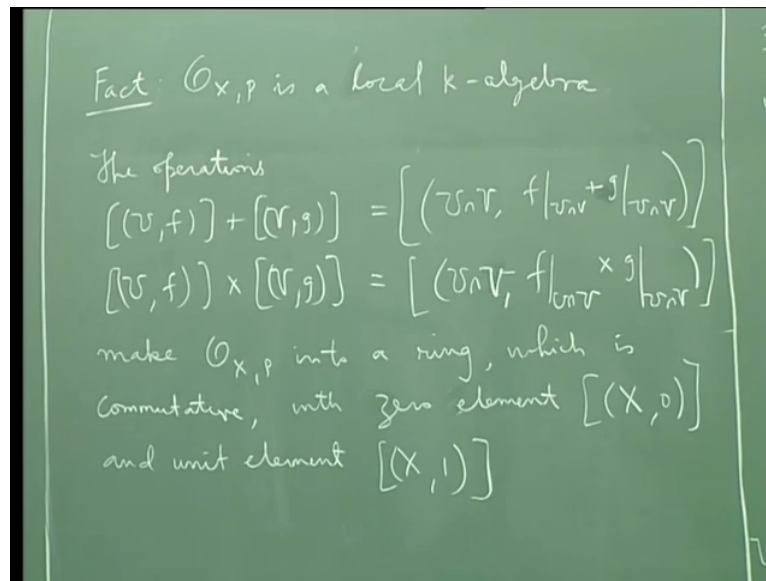 Fact: O_{X,P} is a local k-algebra
The operations
[(U,f)] + [(V,g)] = [(U∩V, f|_{U∩V} + g|_{U∩V})]
[(U,f)] × [(V,g)] = [(U∩V, f|_{U∩V} × g|_{U∩V})]
make O_{X,P} into a ring, which is
commutative, with zero element [(X,0)]
and unit element [(X,1)]